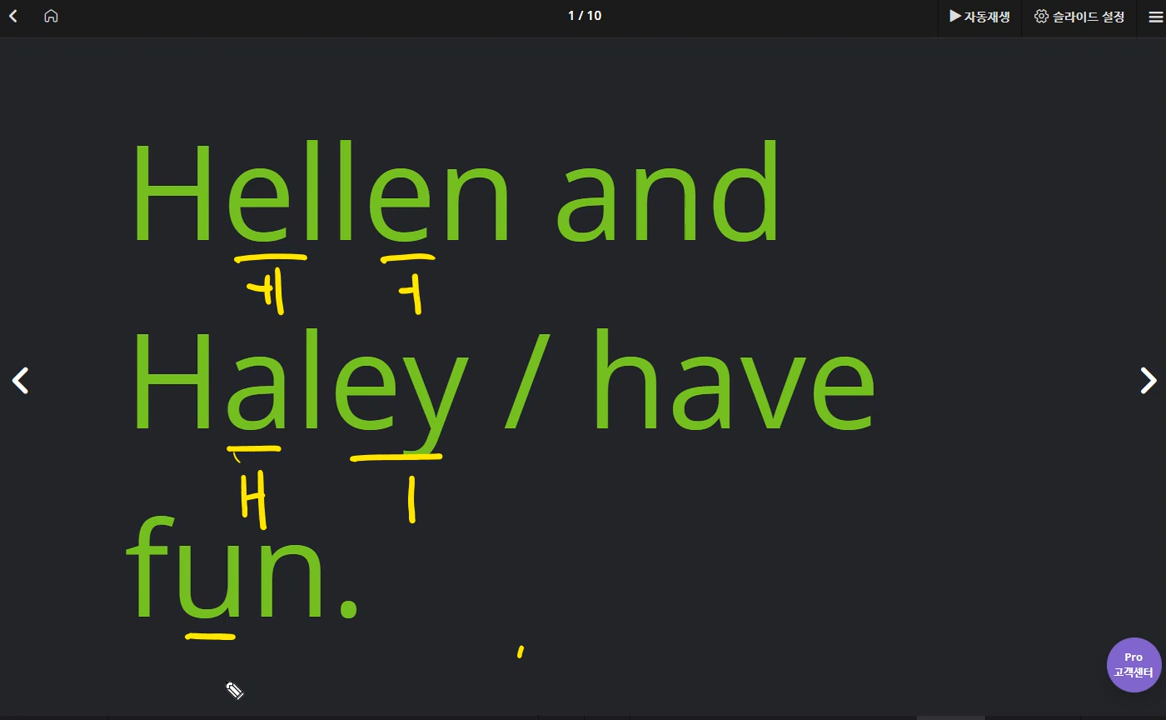 1 / 10
▶ 자동재생
슬라이드 설정
Hellen and
ㅔ ㅓ
Haley / have
ㅐ ㅣ
fun.
Pro
고객센터